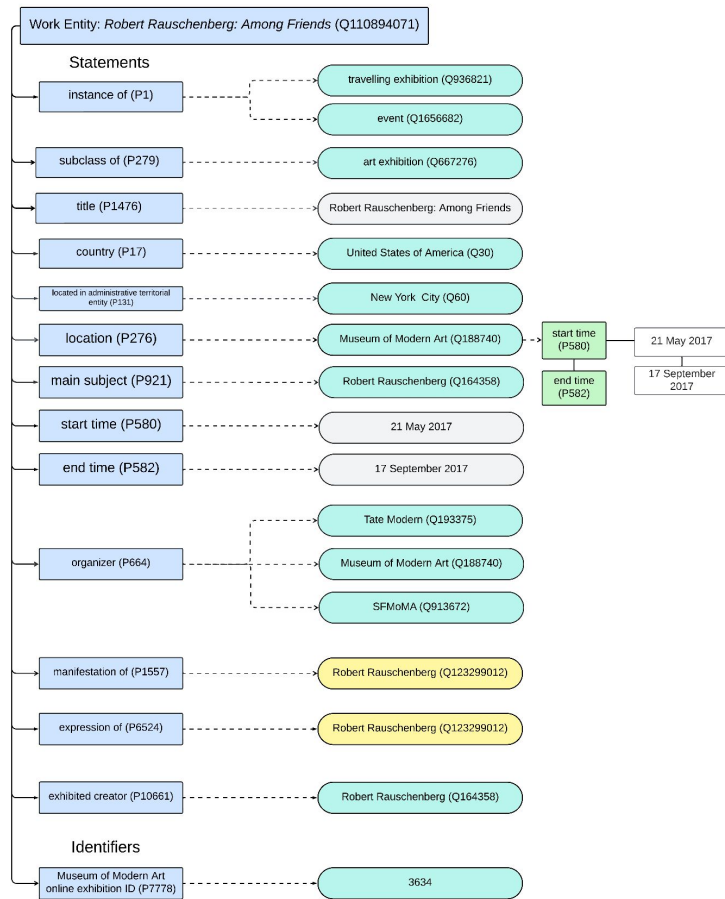 Work Entity: Robert Rauschenberg: Among Friends (Q110894071)
Statements
instance of (P1)
travelling exhibition (Q936821)
event (Q1656682)
subclass of (P279)
art exhibition (Q667276)
title (P1476)
Robert Rauschenberg: Among Friends
country (P17)
United States of America (Q30)
located in administrative territorial
entity (P131)
New York City (Q60)
location (P276)
Museum of Modern Art (Q188740)
start time
(P580)
21 May 2017
end time
(P582)
17 September
2017
main subject (P921)
Robert Rauschenberg (Q164358)
start time (P580)
21 May 2017
end time (P582)
17 September 2017
organizer (P664)
Tate Modern (Q193375)
Museum of Modern Art (Q188740)
SFMoMA (Q913672)
manifestation of (P1557)
Robert Rauschenberg (Q123299012)
expression of (P6524)
Robert Rauschenberg (Q123299012)
exhibited creator (P10661)
Robert Rauschenberg (Q164358)
Identifiers
Museum of Modern Art
online exhibition ID (P7778)
3634